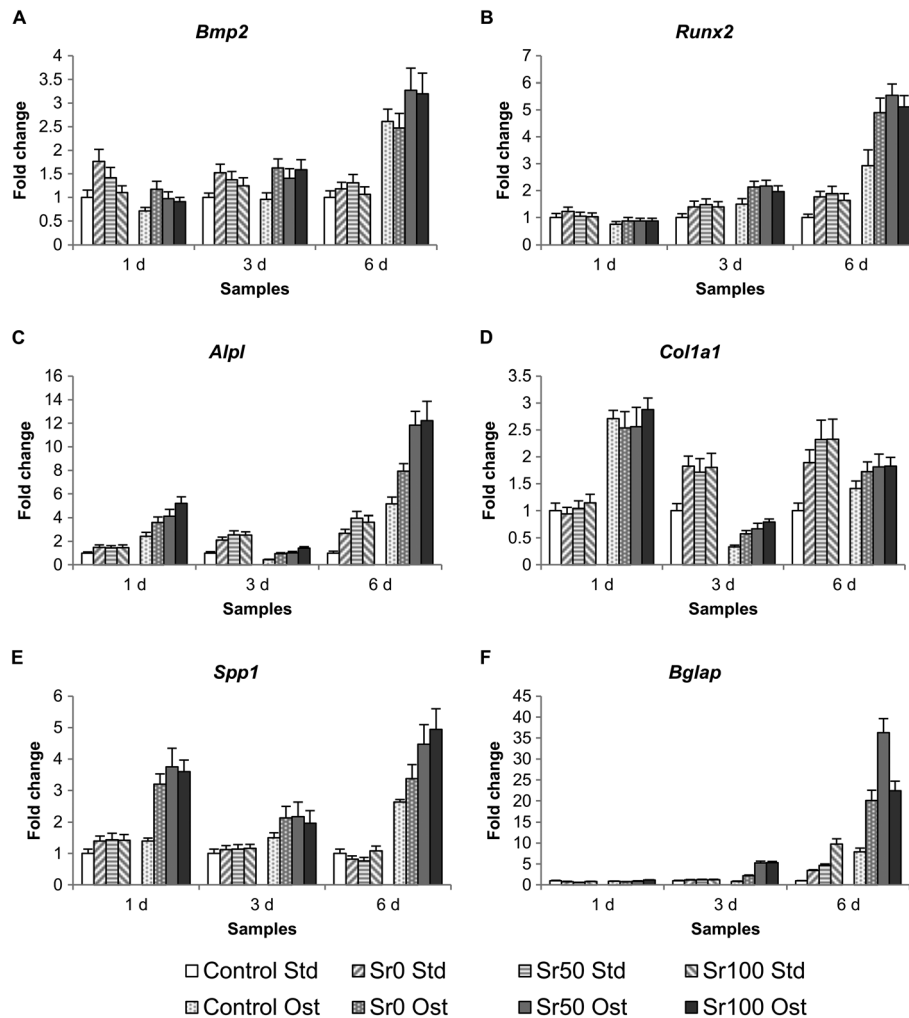 A
Bmp2
Fold change
4
3.5
3
2.5
2
1.5
1
0.5
0
1 d 3 d 6 d
Samples
B
Runx2
Fold change
7
6
5
4
3
2
1
0
1 d 3 d 6 d
Samples
C
Alpl
Fold change
16
14
12
10
8
6
4
2
0
1 d 3 d 6 d
Samples
D
Col1a1
Fold change
3.5
3
2.5
2
1.5
1
0.5
0
1 d 3 d 6 d
Samples
E
Spp1
Fold change
6
5
4
3
2
1
0
1 d 3 d 6 d
Samples
F
Bglap
Fold change
45
40
35
30
25
20
15
10
5
0
1 d 3 d 6 d
Samples
Control Std Sr0 Std Sr50 Std Sr100 Std
Control Ost Sr0 Ost Sr50 Ost Sr100 Ost